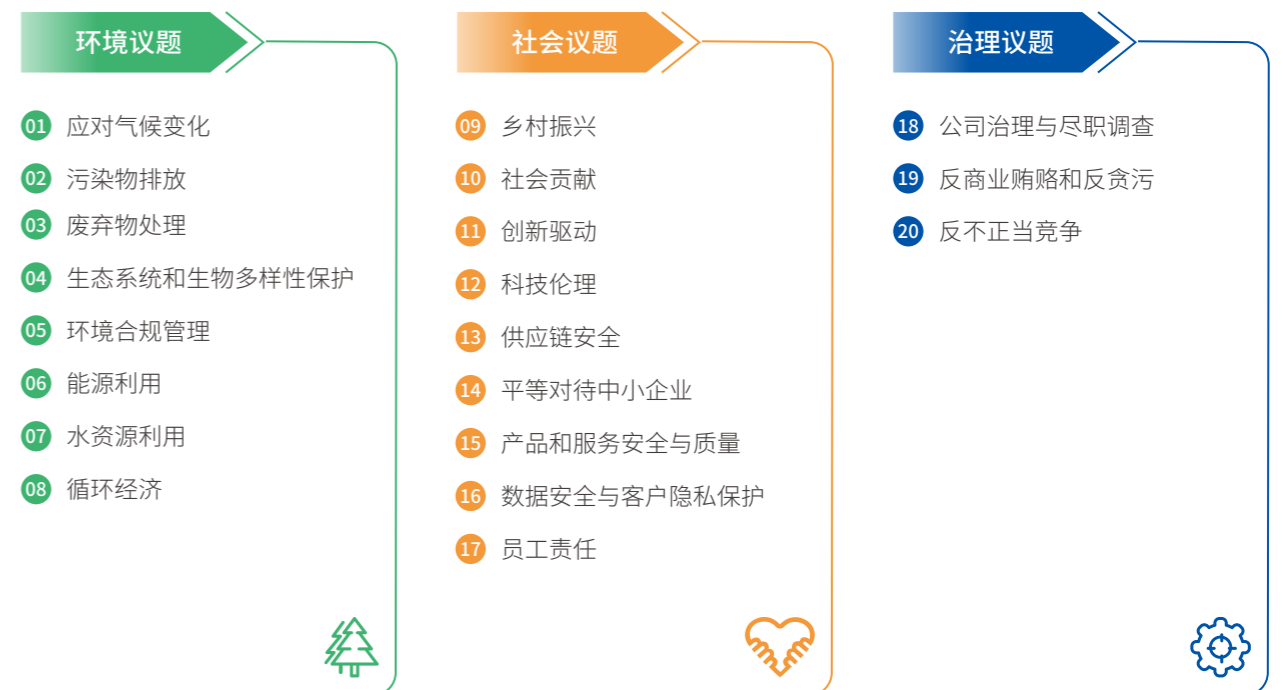 环境议题
01 应对气候变化
02 污染物排放
03 废弃物处理
04 生态系统和生物多样性保护
05 环境合规管理
06 能源利用
07 水资源利用
08 循环经济
社会议题
09 乡村振兴
10 社会贡献
11 创新驱动
12 科技伦理
13 供应链安全
14 平等对待中小企业
15 产品和服务安全与质量
16 数据安全与客户隐私保护
17 员工责任
治理议题
18 公司治理与尽职调查
19 反商业贿赂和反贪污
20 反不正当竞争